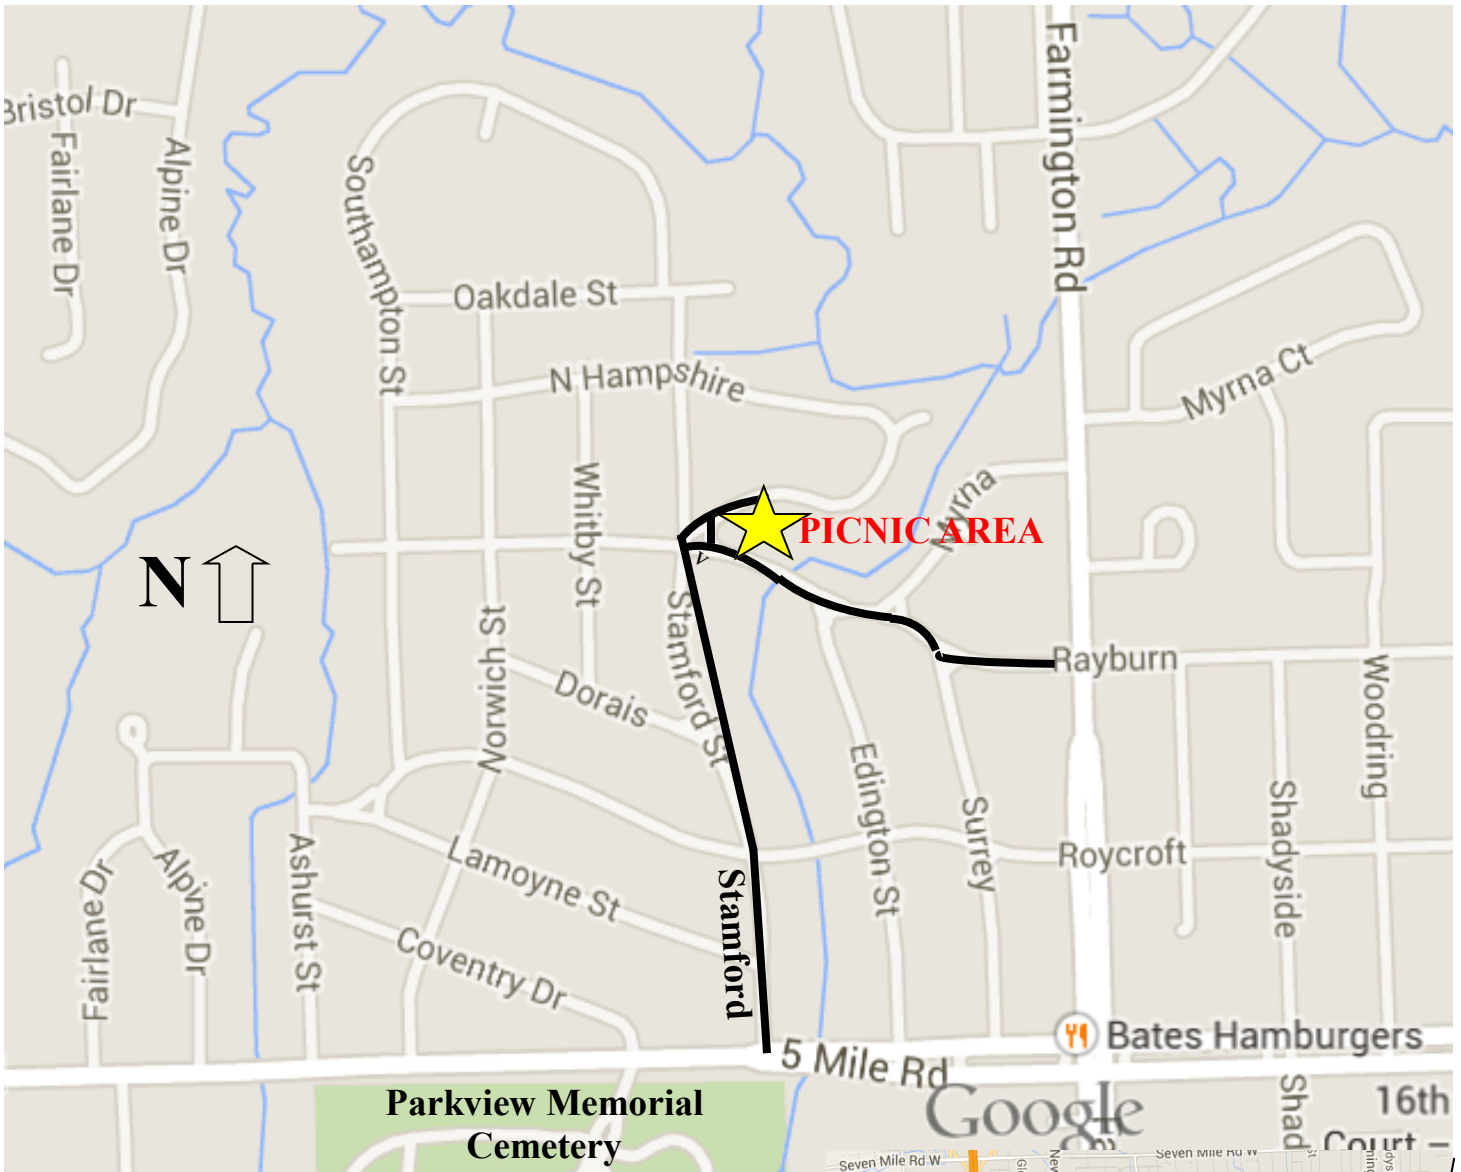 Bristol Dr
Fairlane Dr
Alpine Dr
Southampton St
Farmington Rd
Oakdale St
N Hampshire
Myrna Ct
Whitby St
Myrna
PICNIC AREA
N
v
Stamford St
Norwich St
Dorais
Rayburn
Woodring
Edington St
Surrey
Shadyside
Roycroft
Lamoyne St
Ashurst St
Fairlane Dr
Alpine Dr
Coventry Dr
Stamford
Bates Hamburgers
5 Mile Rd
Google
Parkview Memorial
Cemetery
Shad
16th
Court –
Seven Mile Rd W
Seven Mile Rd W